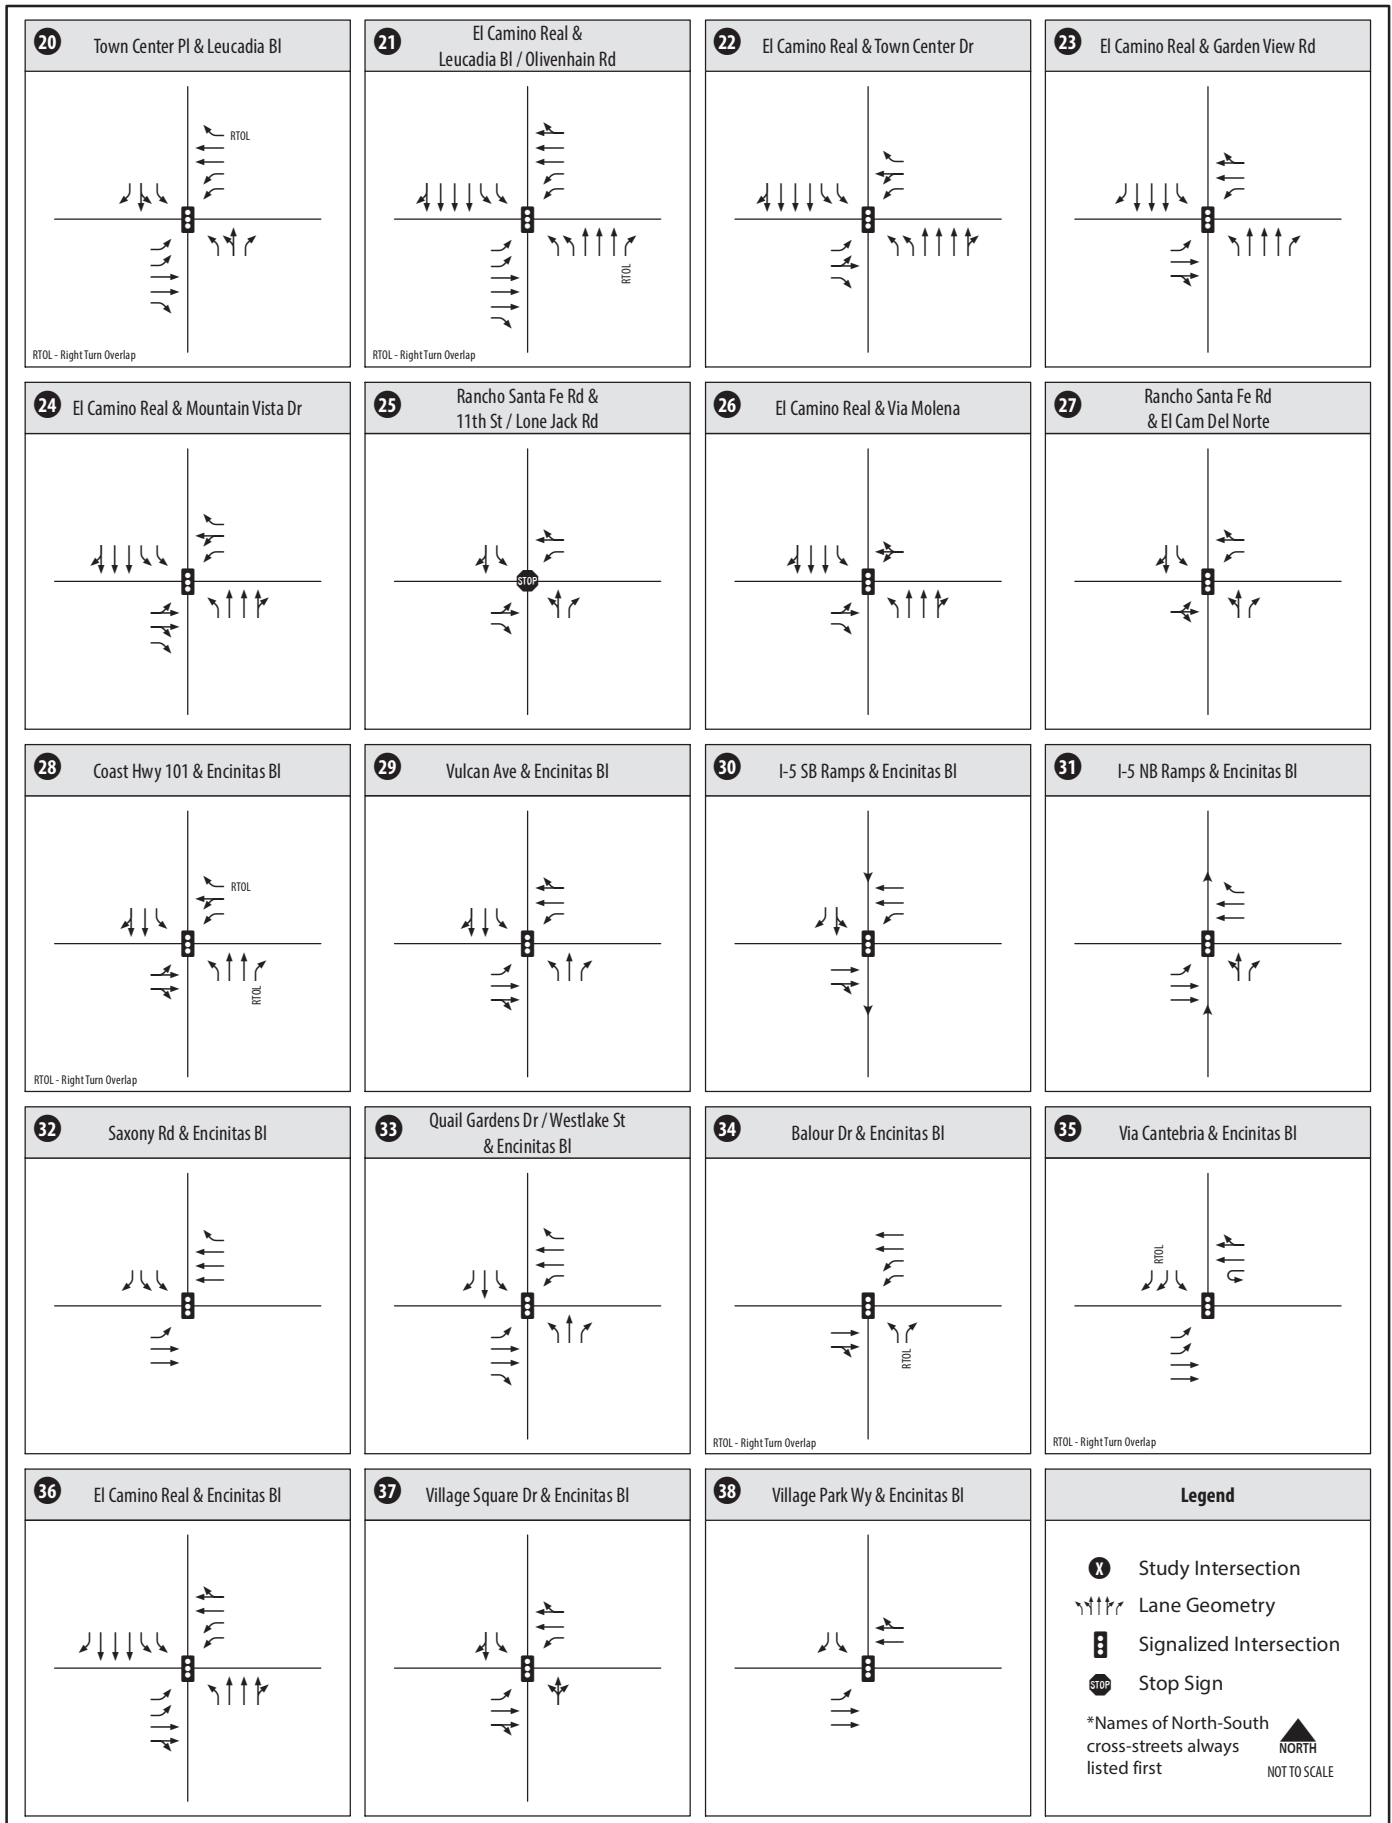 20
Town Center Pl & Leucadia Bl
RTOL
RTOL - Right Turn Overlap
21
El Camino Real &
Leucadia Bl / Olivenhain Rd
RTOL
RTOL - Right Turn Overlap
22
El Camino Real & Town Center Dr
23
El Camino Real & Garden View Rd
24
El Camino Real & Mountain Vista Dr
25
Rancho Santa Fe Rd &
11th St / Lone Jack Rd
STOP
26
El Camino Real & Via Molena
27
Rancho Santa Fe Rd
& El Cam Del Norte
28
Coast Hwy 101 & Encinitas Bl
RTOL
RTOL
RTOL - Right Turn Overlap
29
Vulcan Ave & Encinitas Bl
30
I-5 SB Ramps & Encinitas Bl
31
I-5 NB Ramps & Encinitas Bl
32
Saxony Rd & Encinitas Bl
33
Quail Gardens Dr / Westlake St
& Encinitas Bl
34
Balour Dr & Encinitas Bl
RTOL
RTOL - Right Turn Overlap
35
Via Cantebria & Encinitas Bl
RTOL
RTOL - Right Turn Overlap
36
El Camino Real & Encinitas Bl
37
Village Square Dr & Encinitas Bl
38
Village Park Wy & Encinitas Bl
Legend
X Study Intersection
Lane Geometry
Signalized Intersection
STOP Stop Sign
*Names of North-South
cross-streets always
listed first
NORTH
NOT TO SCALE